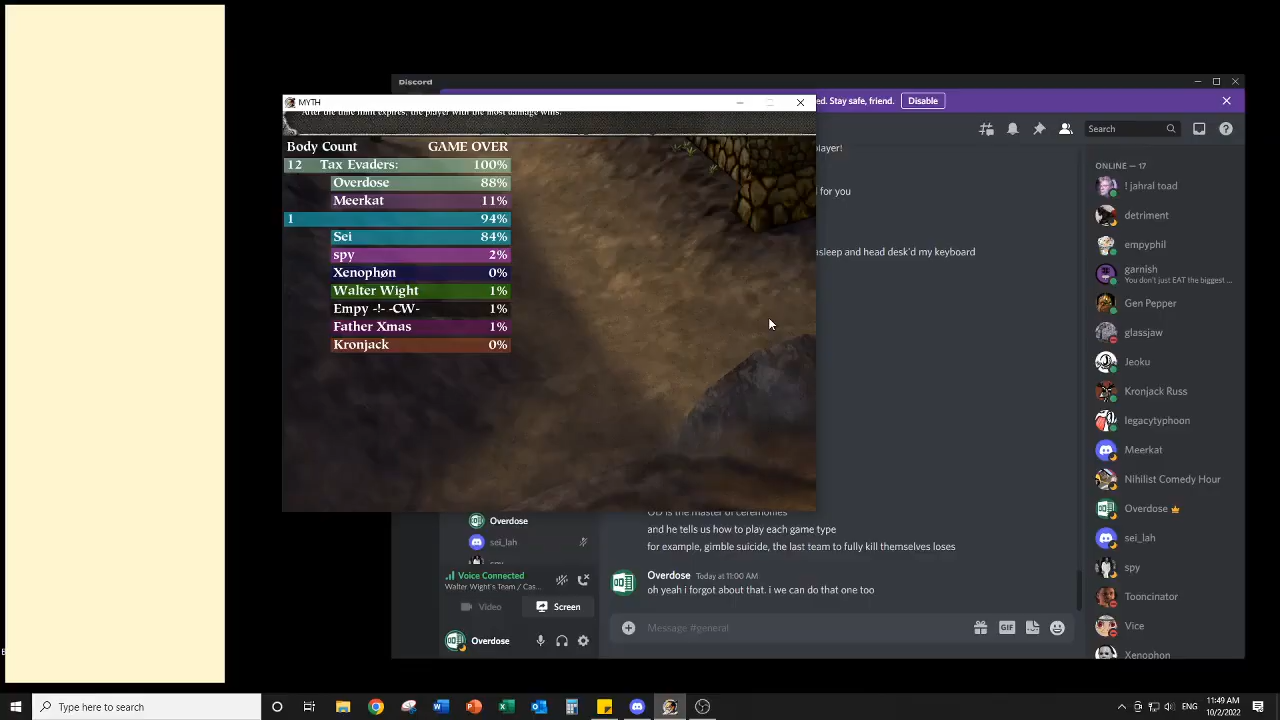 Discord
MYTH
After the time limit expires, the player with the most damage wins.
ed. Stay safe, friend.
Disable
Body Count GAME OVER
12 Tax Evaders: 100%
Overdose 88%
Meerkat 11%
1 94%
Sei 84%
spy 2%
Xenophøn 0%
Walter Wight 1%
Empy -!- -CW- 1%
Father Xmas 1%
Kronjack 0%
Search
player!
for you
asleep and head desk'd my keyboard
OD is the master of ceremonies
and he tells us how to play each game type
for example, gimble suicide, the last team to fully kill themselves loses
Overdose Today at 11:00 AM
oh yeah i forgot about that. i we can do that one too
Message #general
GIF
ONLINE — 17
! jahral toad
detriment
empyphil
garnish
You don't just EAT the biggest ...
Gen Pepper
glassjaw
Jeoku
Kronjack Russ
legacytyphoon
Meerkat
Nihilist Comedy Hour
Overdose
sei_lah
spy
Tooncinator
Vice
Xenophon
Overdose
sei_lah
spy
Voice Connected
Walter Wight's Team / Cas...
Video
Screen
Overdose
Type here to search
ENG
11:49 AM
10/2/2022